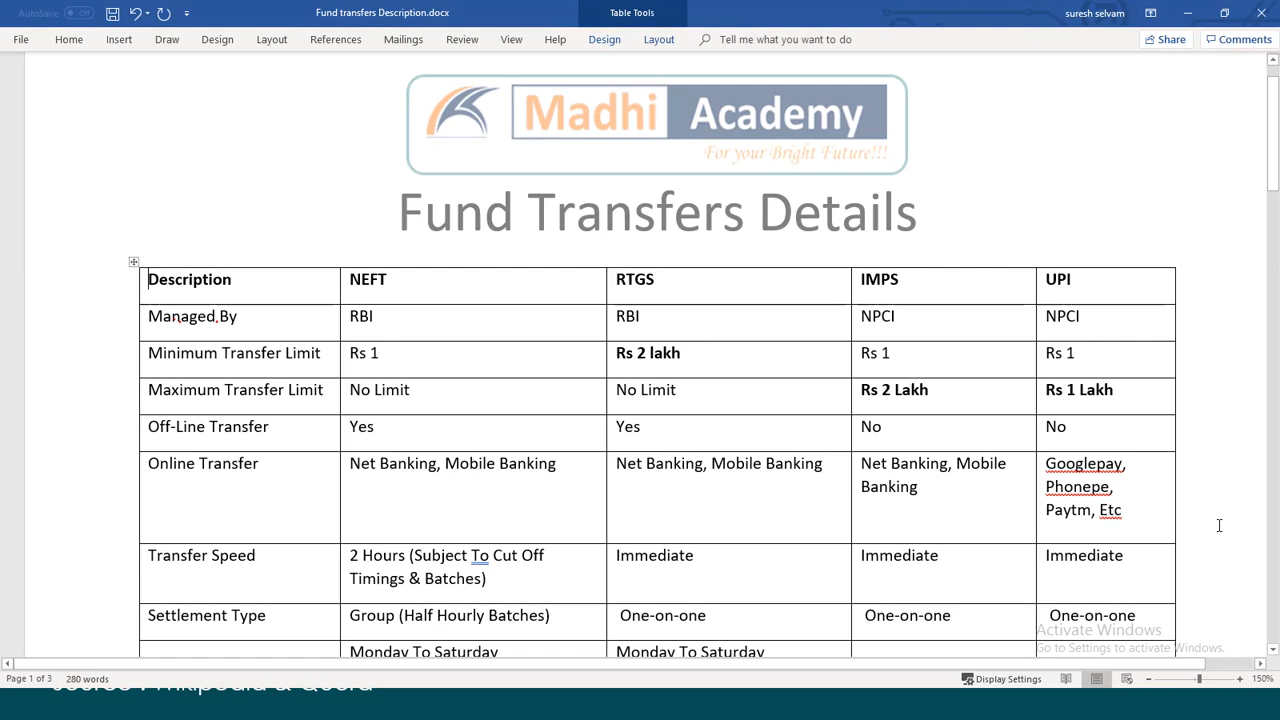 AutoSave Off
Fund transfers Description.docx
Table Tools
suresh selvam
File Home Insert Draw Design Layout References Mailings Review View Help Design Layout Tell me what you want to do Share Comments
Madhi Academy
For your Bright Future!!!
Fund Transfers Details
Description NEFT RTGS IMPS UPI
Managed By RBI RBI NPCI NPCI
Minimum Transfer Limit Rs 1 Rs 2 lakh Rs 1 Rs 1
Maximum Transfer Limit No Limit No Limit Rs 2 Lakh Rs 1 Lakh
Off-Line Transfer Yes Yes No No
Online Transfer Net Banking, Mobile Banking Net Banking, Mobile Banking Net Banking, Mobile Googlepay,
Banking Phonepe,
Paytm, Etc
Transfer Speed 2 Hours (Subject To Cut Off Immediate Immediate Immediate
Timings & Batches)
Settlement Type Group (Half Hourly Batches) One-on-one One-on-one One-on-one
Activate Windows
Go to Settings to activate Windows.
Monday To Saturday Monday To Saturday
Page 1 of 3 280 words Display Settings 150%